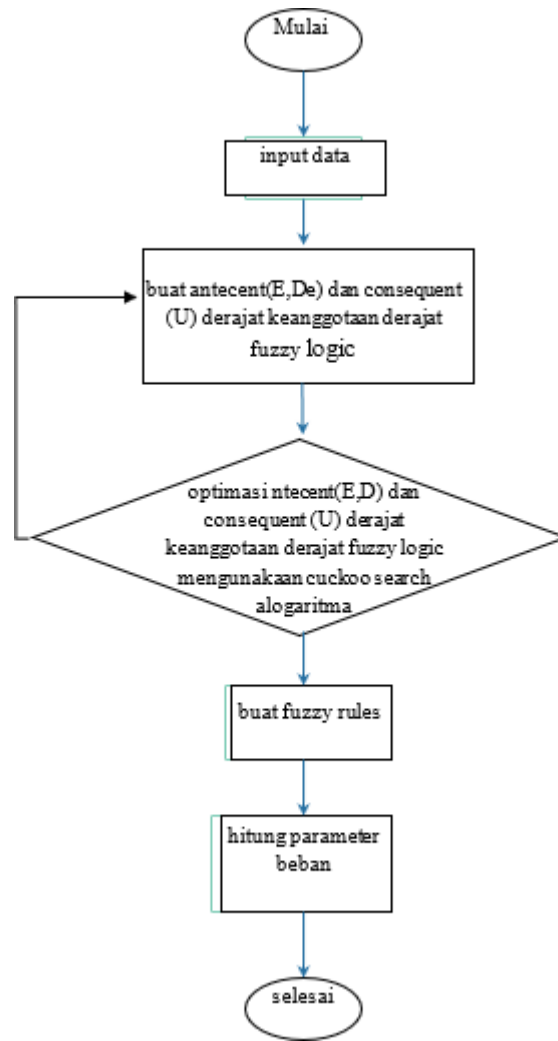 Mulai
input data
buat antecent(E,De) dan consequent
(U) derajat keanggotaan derajat
fuzzy logic
optimasi ntecent(E,D) dan
consequent (U) derajat
keanggotaan derajat fuzzy logic
mengunakaan cuckoo search
alogaritma
buat fuzzy rules
hitung parameter
beban
selesai